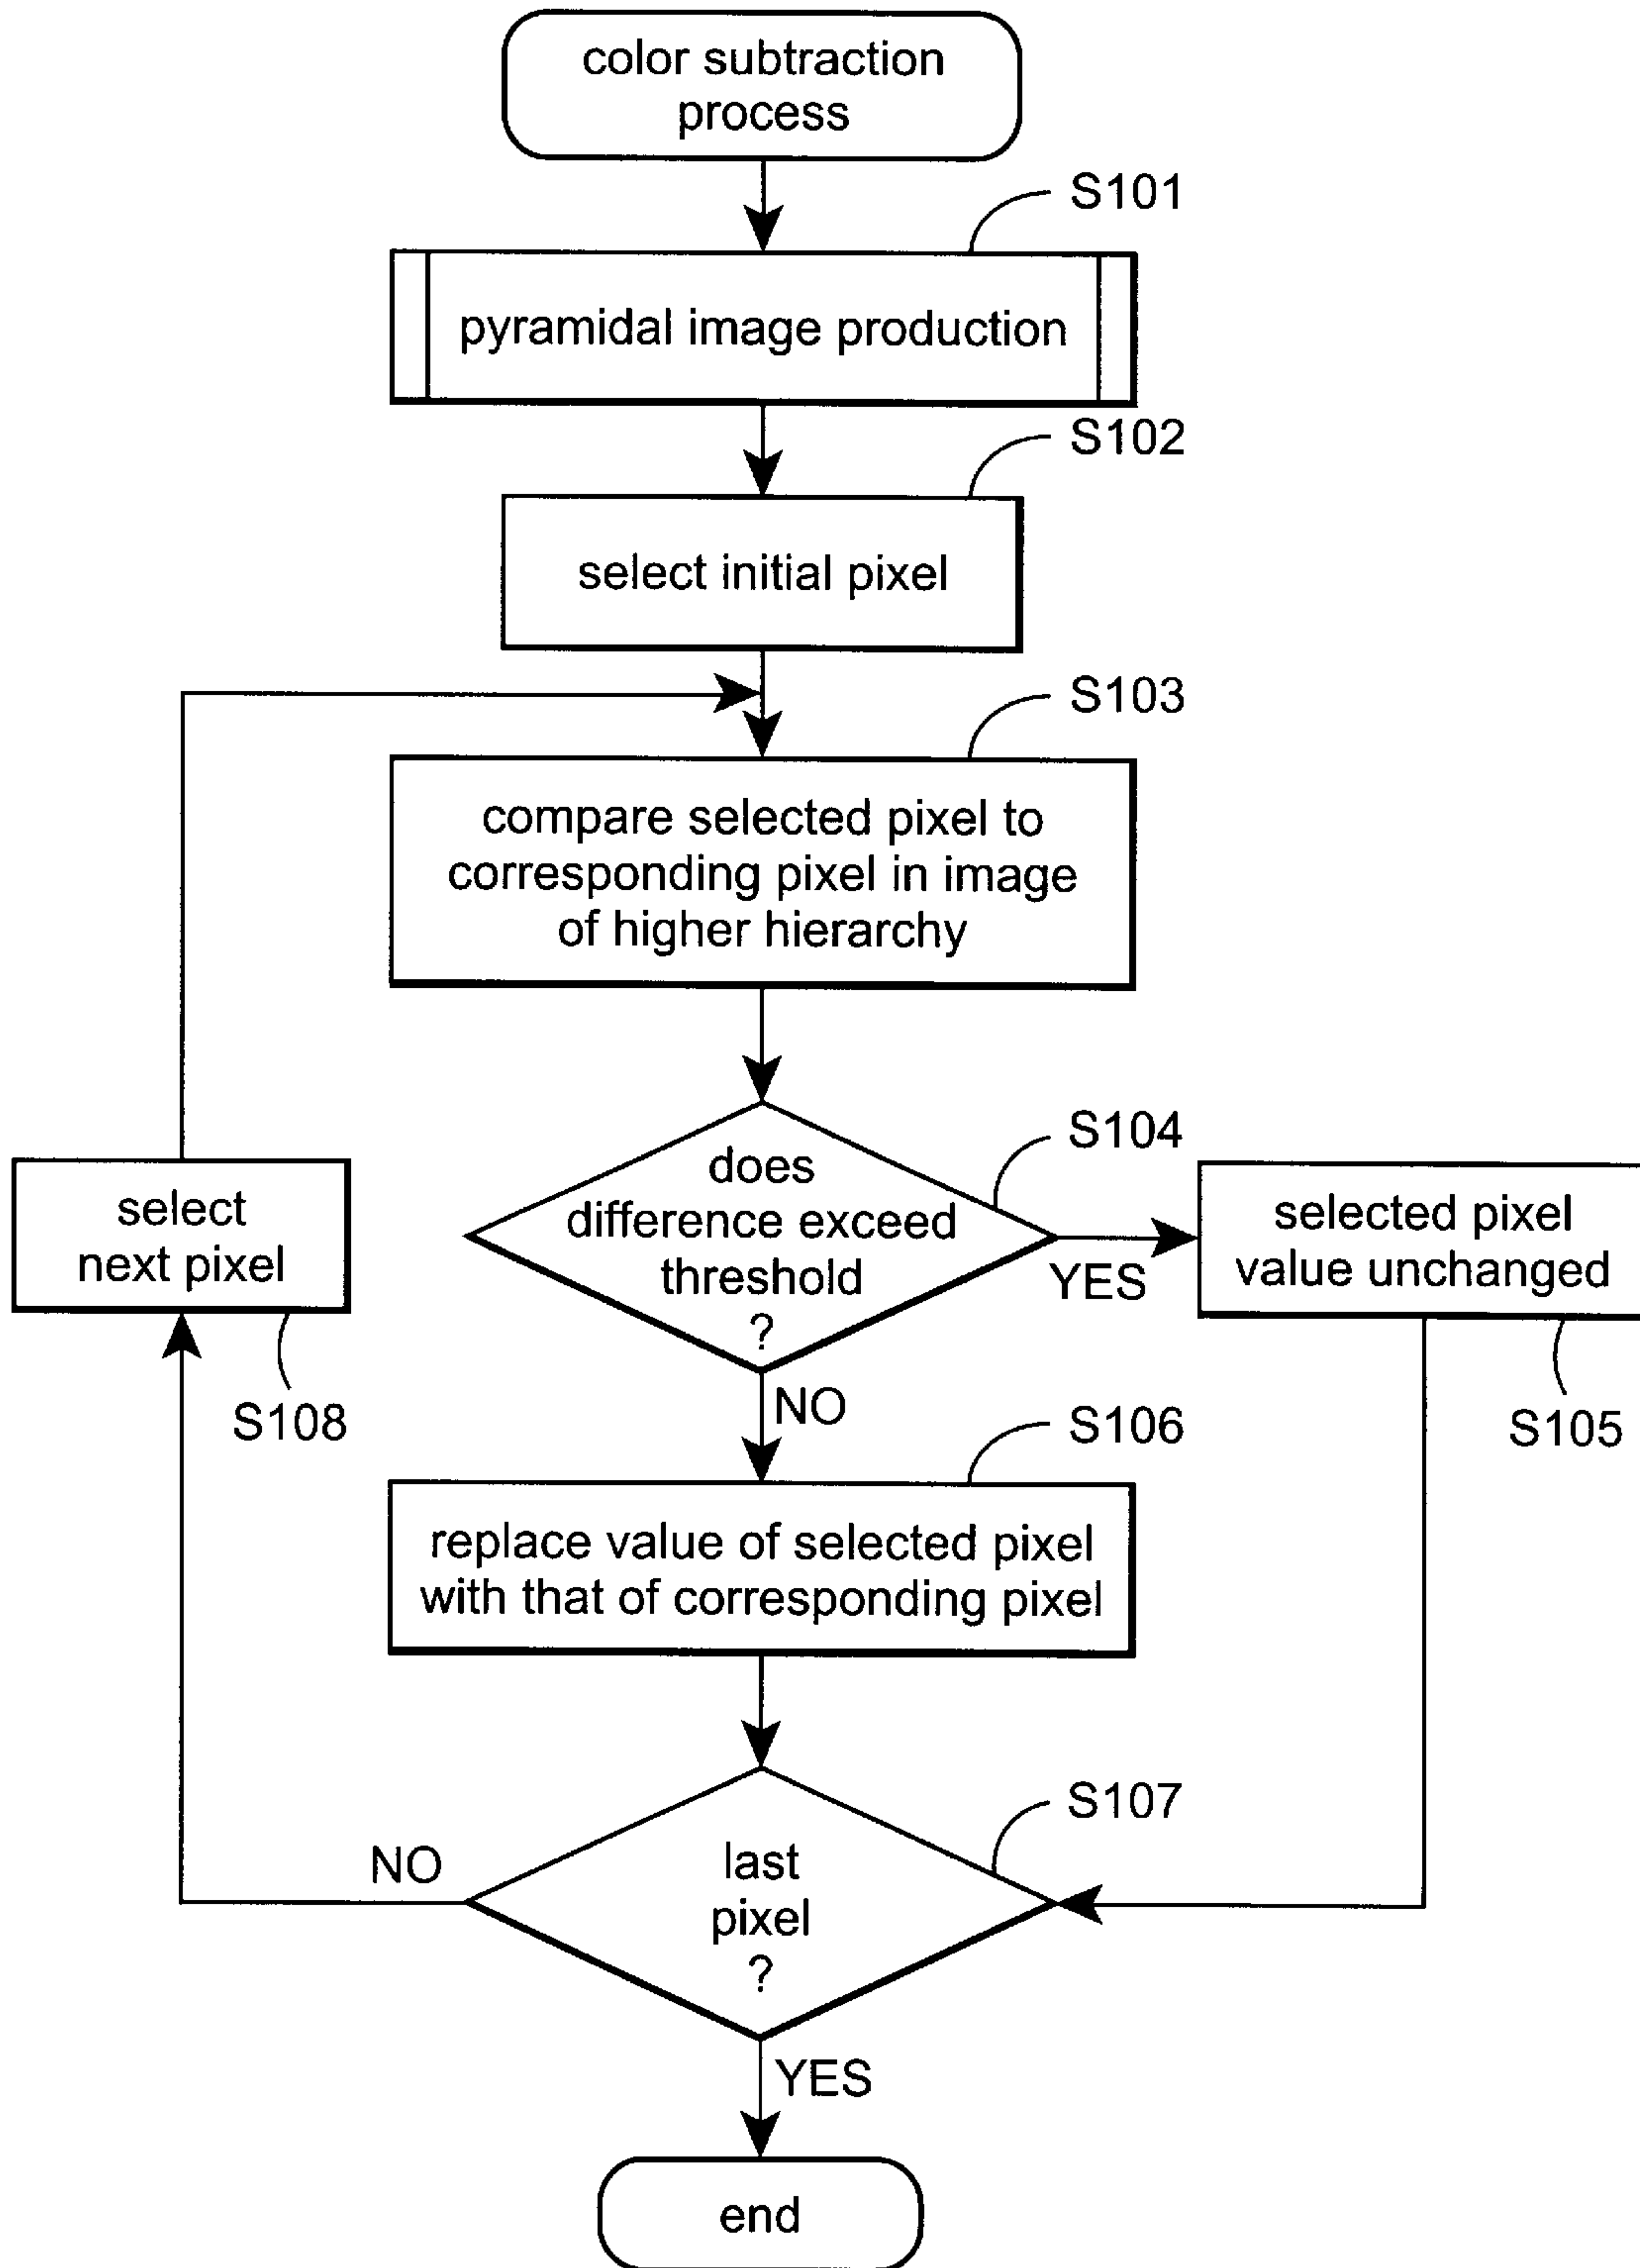 color subtraction
process
S101
pyramidal image production
S102
select initial pixel
S103
compare selected pixel to
corresponding pixel in image
of higher hierarchy
S104
does
difference exceed
threshold
?
YES
selected pixel
value unchanged
S105
select
next pixel
S108
NO
S106
replace value of selected pixel
with that of corresponding pixel
S107
NO
last
pixel
?
YES
end